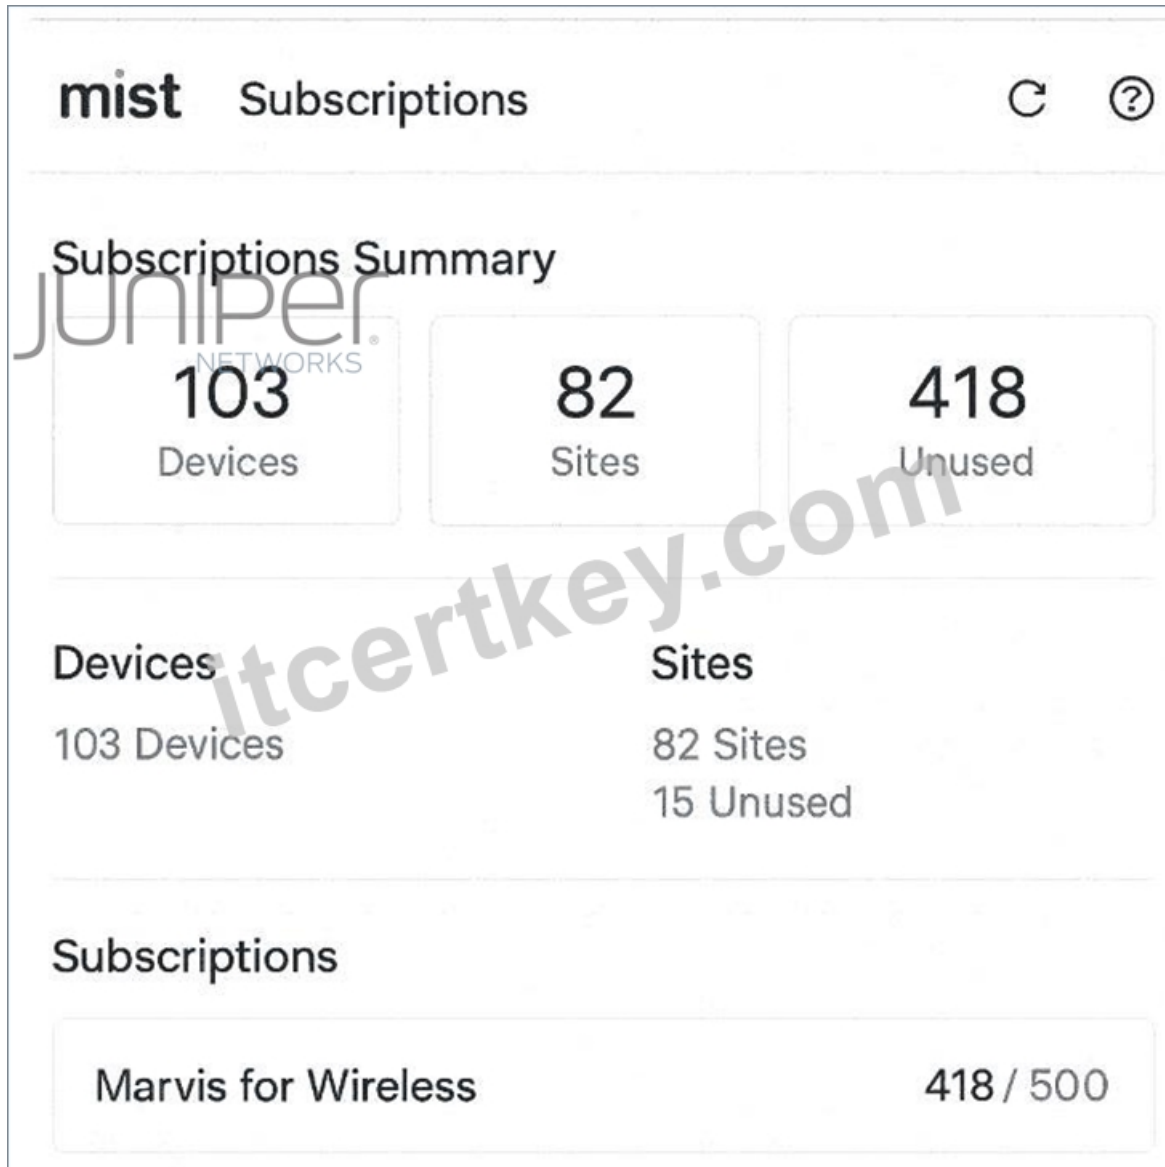 mist Subscriptions
Subscriptions Summary
JUNIPER
NETWORKS
103 82 418
Devices Sites Unused
itcertkey.com
Devices Sites
103 Devices 82 Sites
15 Unused
Subscriptions
Marvis for Wireless 418 / 500